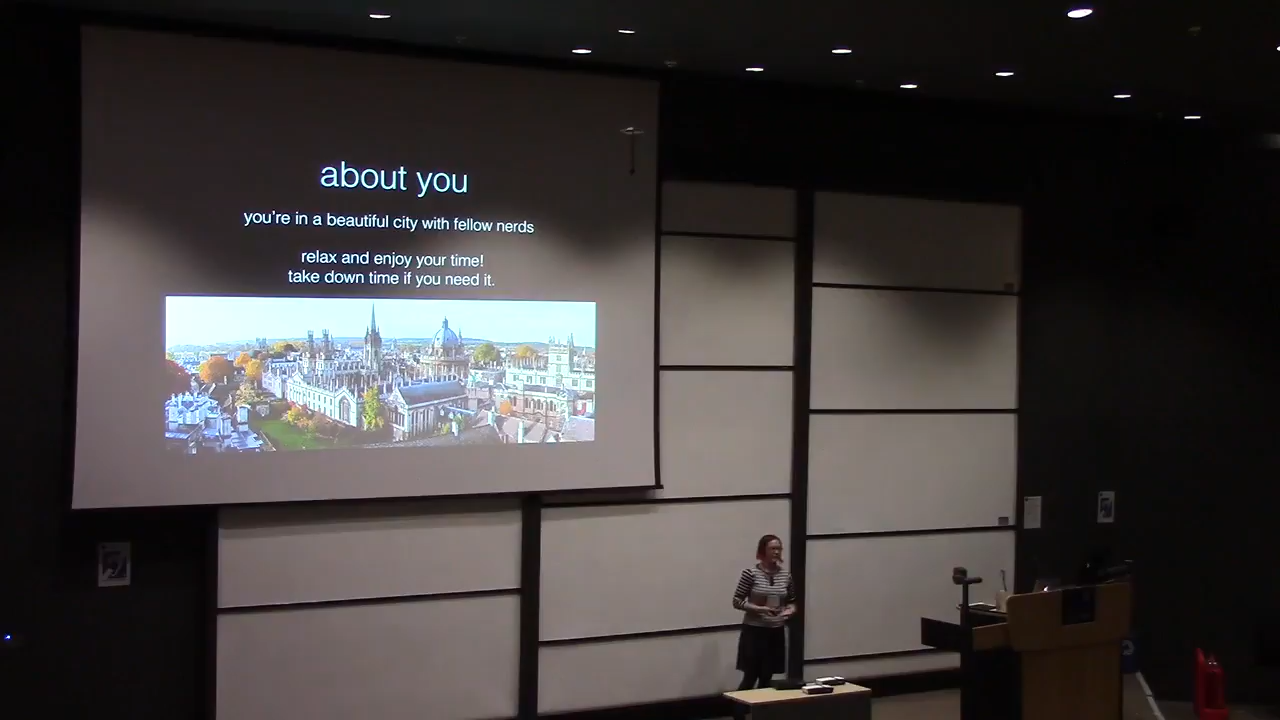 about you
you're in a beautiful city with fellow nerds
relax and enjoy your time!
take down time if you need it.